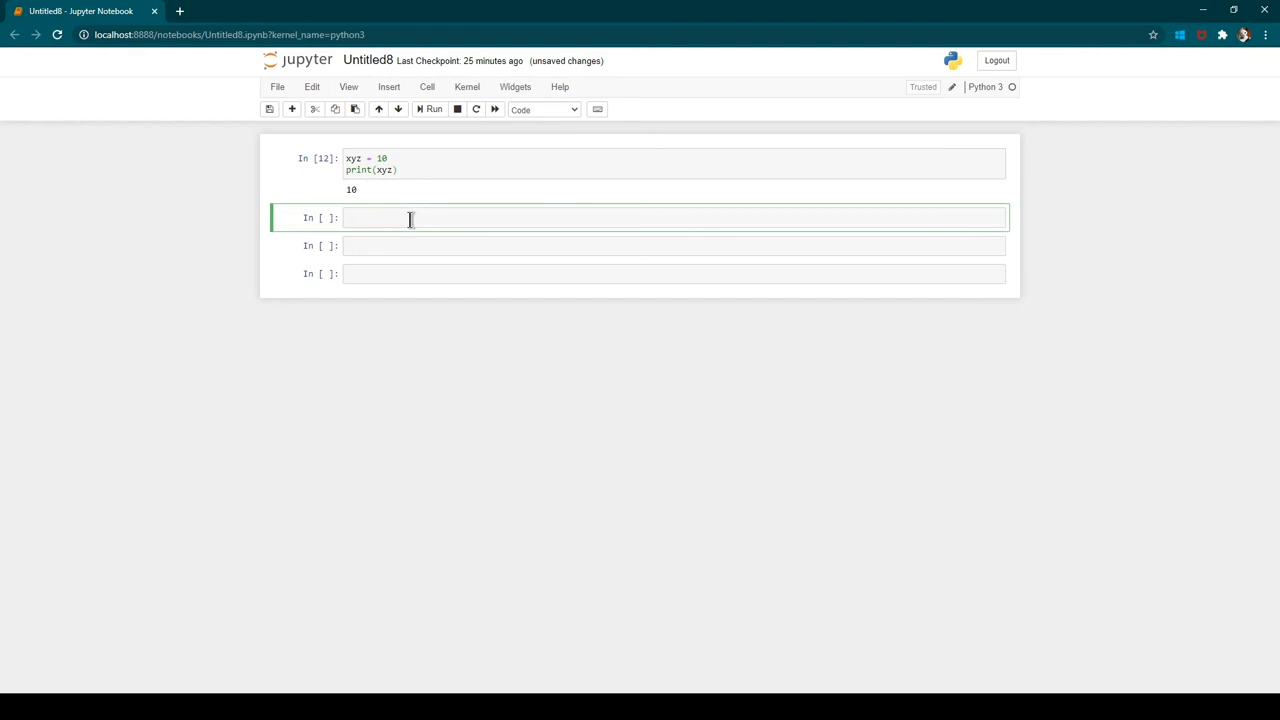 Untitled8 - Jupyter Notebook
localhost:8888/notebooks/Untitled8.ipynb?kernel_name=python3
jupyter Untitled8 Last Checkpoint: 25 minutes ago (unsaved changes) Logout
File Edit View Insert Cell Kernel Widgets Help Trusted Python 3
Run Code
In [12]: xyz = 10
print(xyz)
10
In [ ]:
In [ ]:
In [ ]: